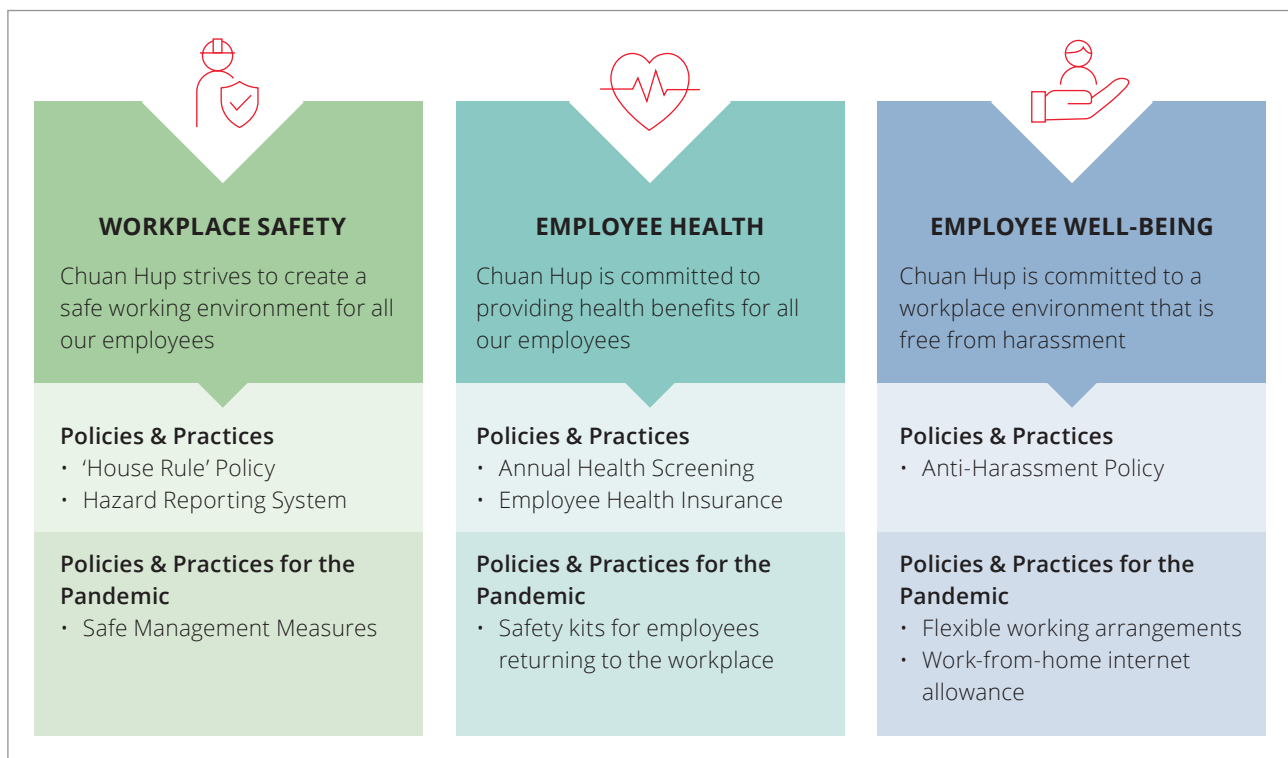 WORKPLACE SAFETY
Chuan Hup strives to create a
safe working environment for all
our employees
Policies & Practices
• ‘House Rule’ Policy
• Hazard Reporting System
Policies & Practices for the
Pandemic
• Safe Management Measures
EMPLOYEE HEALTH
Chuan Hup is committed to
providing health benefits for all
our employees
Policies & Practices
• Annual Health Screening
• Employee Health Insurance
Policies & Practices for the
Pandemic
• Safety kits for employees
returning to the workplace
EMPLOYEE WELL-BEING
Chuan Hup is committed to a
workplace environment that is
free from harassment
Policies & Practices
• Anti-Harassment Policy
Policies & Practices for the
Pandemic
• Flexible working arrangements
• Work-from-home internet
allowance